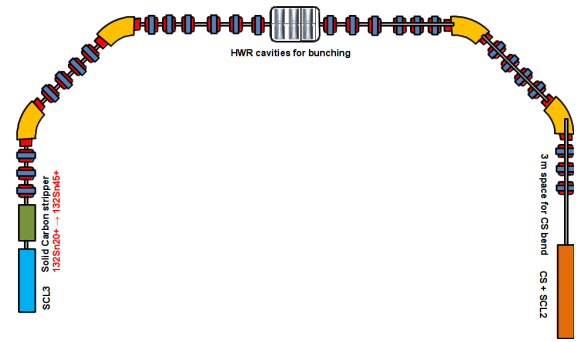 HWR cavities for bunching
SCL3
Solid Carbon stripper
132Sn20+ → 132Sn45+
3 m space for CS bend
CS + SCL2